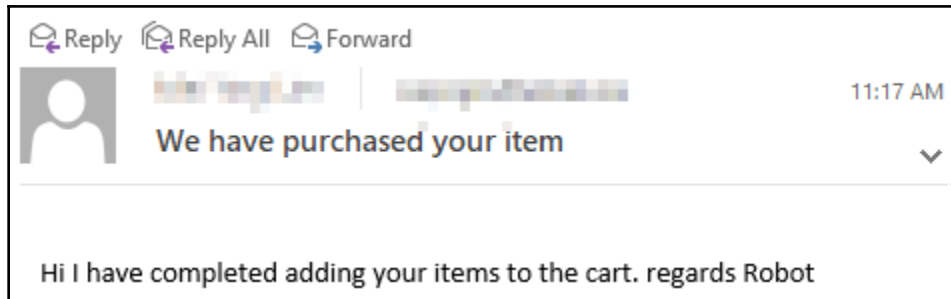 Reply Reply All Forward
11:17 AM
We have purchased your item
Hi I have completed adding your items to the cart. regards Robot